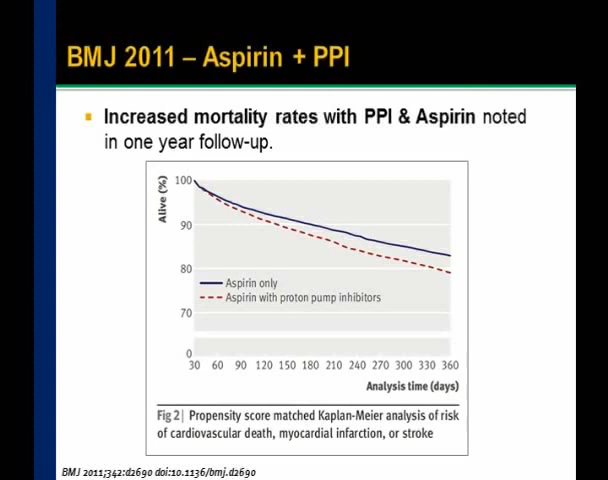 BMJ 2011 – Aspirin + PPI
Increased mortality rates with PPI & Aspirin noted
in one year follow-up.
Alive (%)
100
90
80
70
0
Aspirin only
Aspirin with proton pump inhibitors
30 60 90 120 150 180 210 240 270 300 330 360
Analysis time (days)
Fig 2| Propensity score matched Kaplan-Meier analysis of risk
of cardiovascular death, myocardial infarction, or stroke
BMJ 2011;342:d2690 doi:10.1136/bmj.d2690